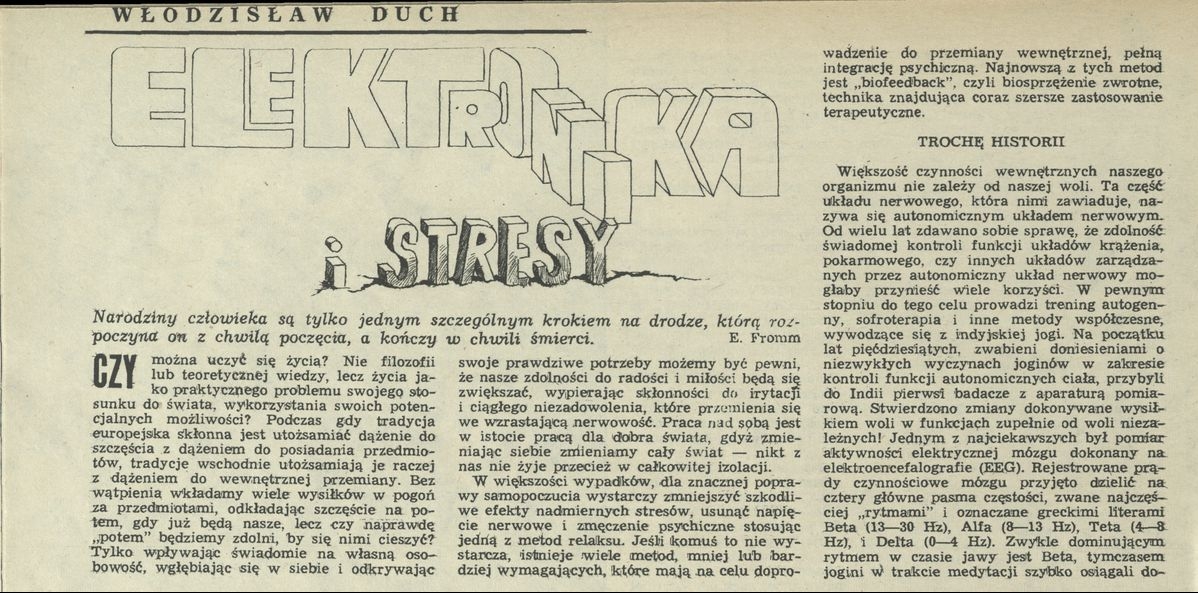 WŁODZISŁAW DUCH
ELEKTRONIKA
i STRESY
Narodziny człowieka są tylko jednym szczególnym krokiem na drodze, którą roz-
poczyna on z chwilą poczęcia, a kończy w chwili śmierci. E. Fromm
CZY można uczyć się życia? Nie filozofii
lub teoretycznej wiedzy, lecz życia ja-
ko praktycznego problemu swojego sto-
sunku do świata, wykorzystania swoich poten-
cjalnych możliwości? Podczas gdy tradycja
europejska skłonna jest utożsamiać dążenie do
szczęścia z dążeniem do posiadania przedmio-
tów, tradycje wschodnie utożsamiają je raczej
z dążeniem do wewnętrznej przemiany. Bez
wątpienia wkładamy wiele wysiłków w pogoń
za przedmiotami, odkładając szczęście na po-
tem, gdy już będą nasze, lecz czy naprawdę
„potem" będziemy zdolni, by się nimi cieszyć?
Tylko wpływając świadomie na własną oso-
bowość, wgłębiając się w siebie i odkrywając
swoje prawdziwe potrzeby możemy być pewni,
że nasze zdolności do radości i miłości będą się
zwiększać, wypierając skłonności do irytacji
i ciągłego niezadowolenia, które przemienia się
we wzrastającą nerwowość. Praca nad sobą jest
w istocie pracą dla dobra świata, gdyż zmie-
niając siebie zmieniamy cały świat — nikt z
nas nie żyje przecież w całkowitej izolacji.
W większości wypadków, dla znacznej popra-
wy samopoczucia wystarczy zmniejszyć szkodli-
we efekty nadmiernych stresów, usunąć napię-
cie nerwowe i zmęczenie psychiczne stosując
jedną z metod relaksu. Jeśli komuś to nie wy-
starcza, istnieje wiele metod, mniej lub bar-
dziej wymagających, które mają na celu dopro-
wadzenie do przemiany wewnętrznej, pełną
integrację psychiczną. Najnowszą z tych metod
jest „biofeedback", czyli biosprzężenie zwrotne,
technika znajdująca coraz szersze zastosowanie
terapeutyczne.
TROCHĘ HISTORII
Większość czynności wewnętrznych naszego
organizmu nie zależy od naszej woli. Ta część
układu nerwowego, która nimi zawiaduje, na-
zywa się autonomicznym układem nerwowym.
Od wielu lat zdawano sobie sprawę, że zdolność
świadomej kontroli funkcji układów krążenia,
pokarmowego, czy innych układów zarządza-
nych przez autonomiczny układ nerwowy mo-
głaby przynieść wiele korzyści. W pewnym
stopniu do tego celu prowadzi trening autogen-
ny, sofroterapia i inne metody współczesne,
wywodzące się z indyjskiej jogi. Na początku
lat pięćdziesiątych, zwabieni doniesieniami o
niezwykłych wyczynach joginów w zakresie
kontroli funkcji autonomicznych ciała, przybyli
do Indii pierwsi badacze z aparaturą pomia-
rową. Stwierdzono zmiany dokonywane wysił-
kiem woli w funkcjach zupełnie od woli nieza-
leżnych! Jednym z najciekawszych był pomiar
aktywności elektrycznej mózgu dokonany na
elektroencefalografie (EEG). Rejestrowane prą-
dy czynnościowe mózgu przyjęto dzielić na
cztery główne pasma częstości, zwane najczęś-
ciej „rytmami" i oznaczane greckimi literami
Beta (13—30 Hz), Alfa (8—13 Hz), Teta (4—8
Hz), i Delta (0—4 Hz). Zwykle dominującym
rytmem w czasie jawy jest Beta, tymczasem
jogini w trakcie medytacji szybko osiągali do-